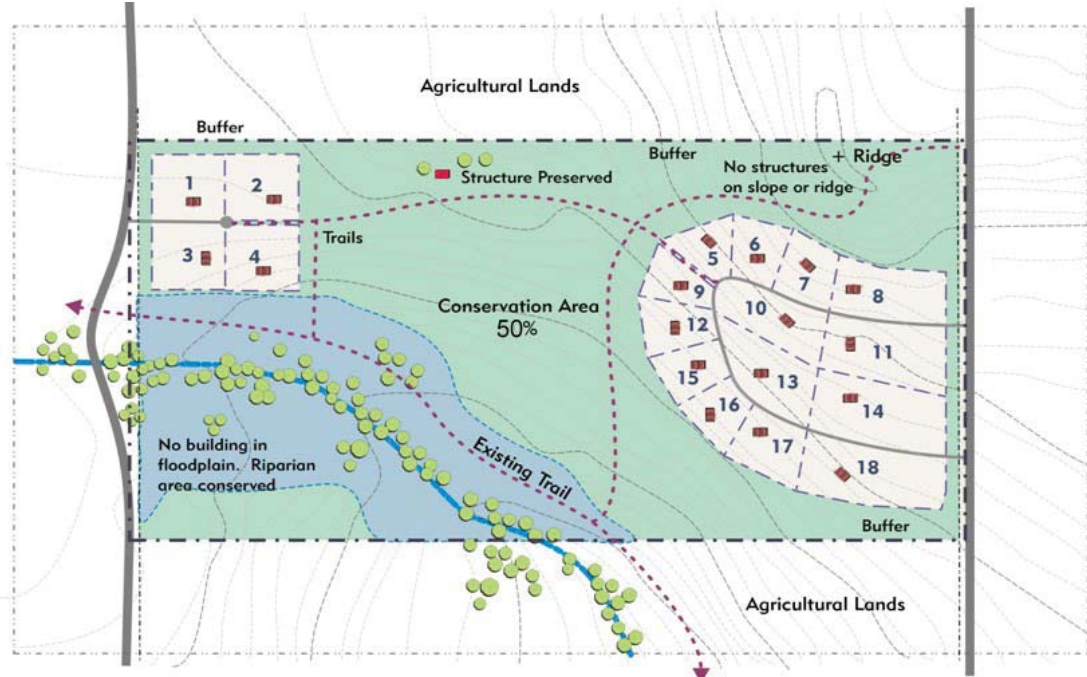 Agricultural Lands
Buffer
Buffer
+ Ridge
No structures
on slope or ridge
Structure Preserved
1
2
3
4
Trails
5
6
7
8
9
10
11
12
13
14
15
16
17
18
Conservation Area
50%
No building in
floodplain. Riparian
area conserved
Existing Trail
Buffer
Agricultural Lands